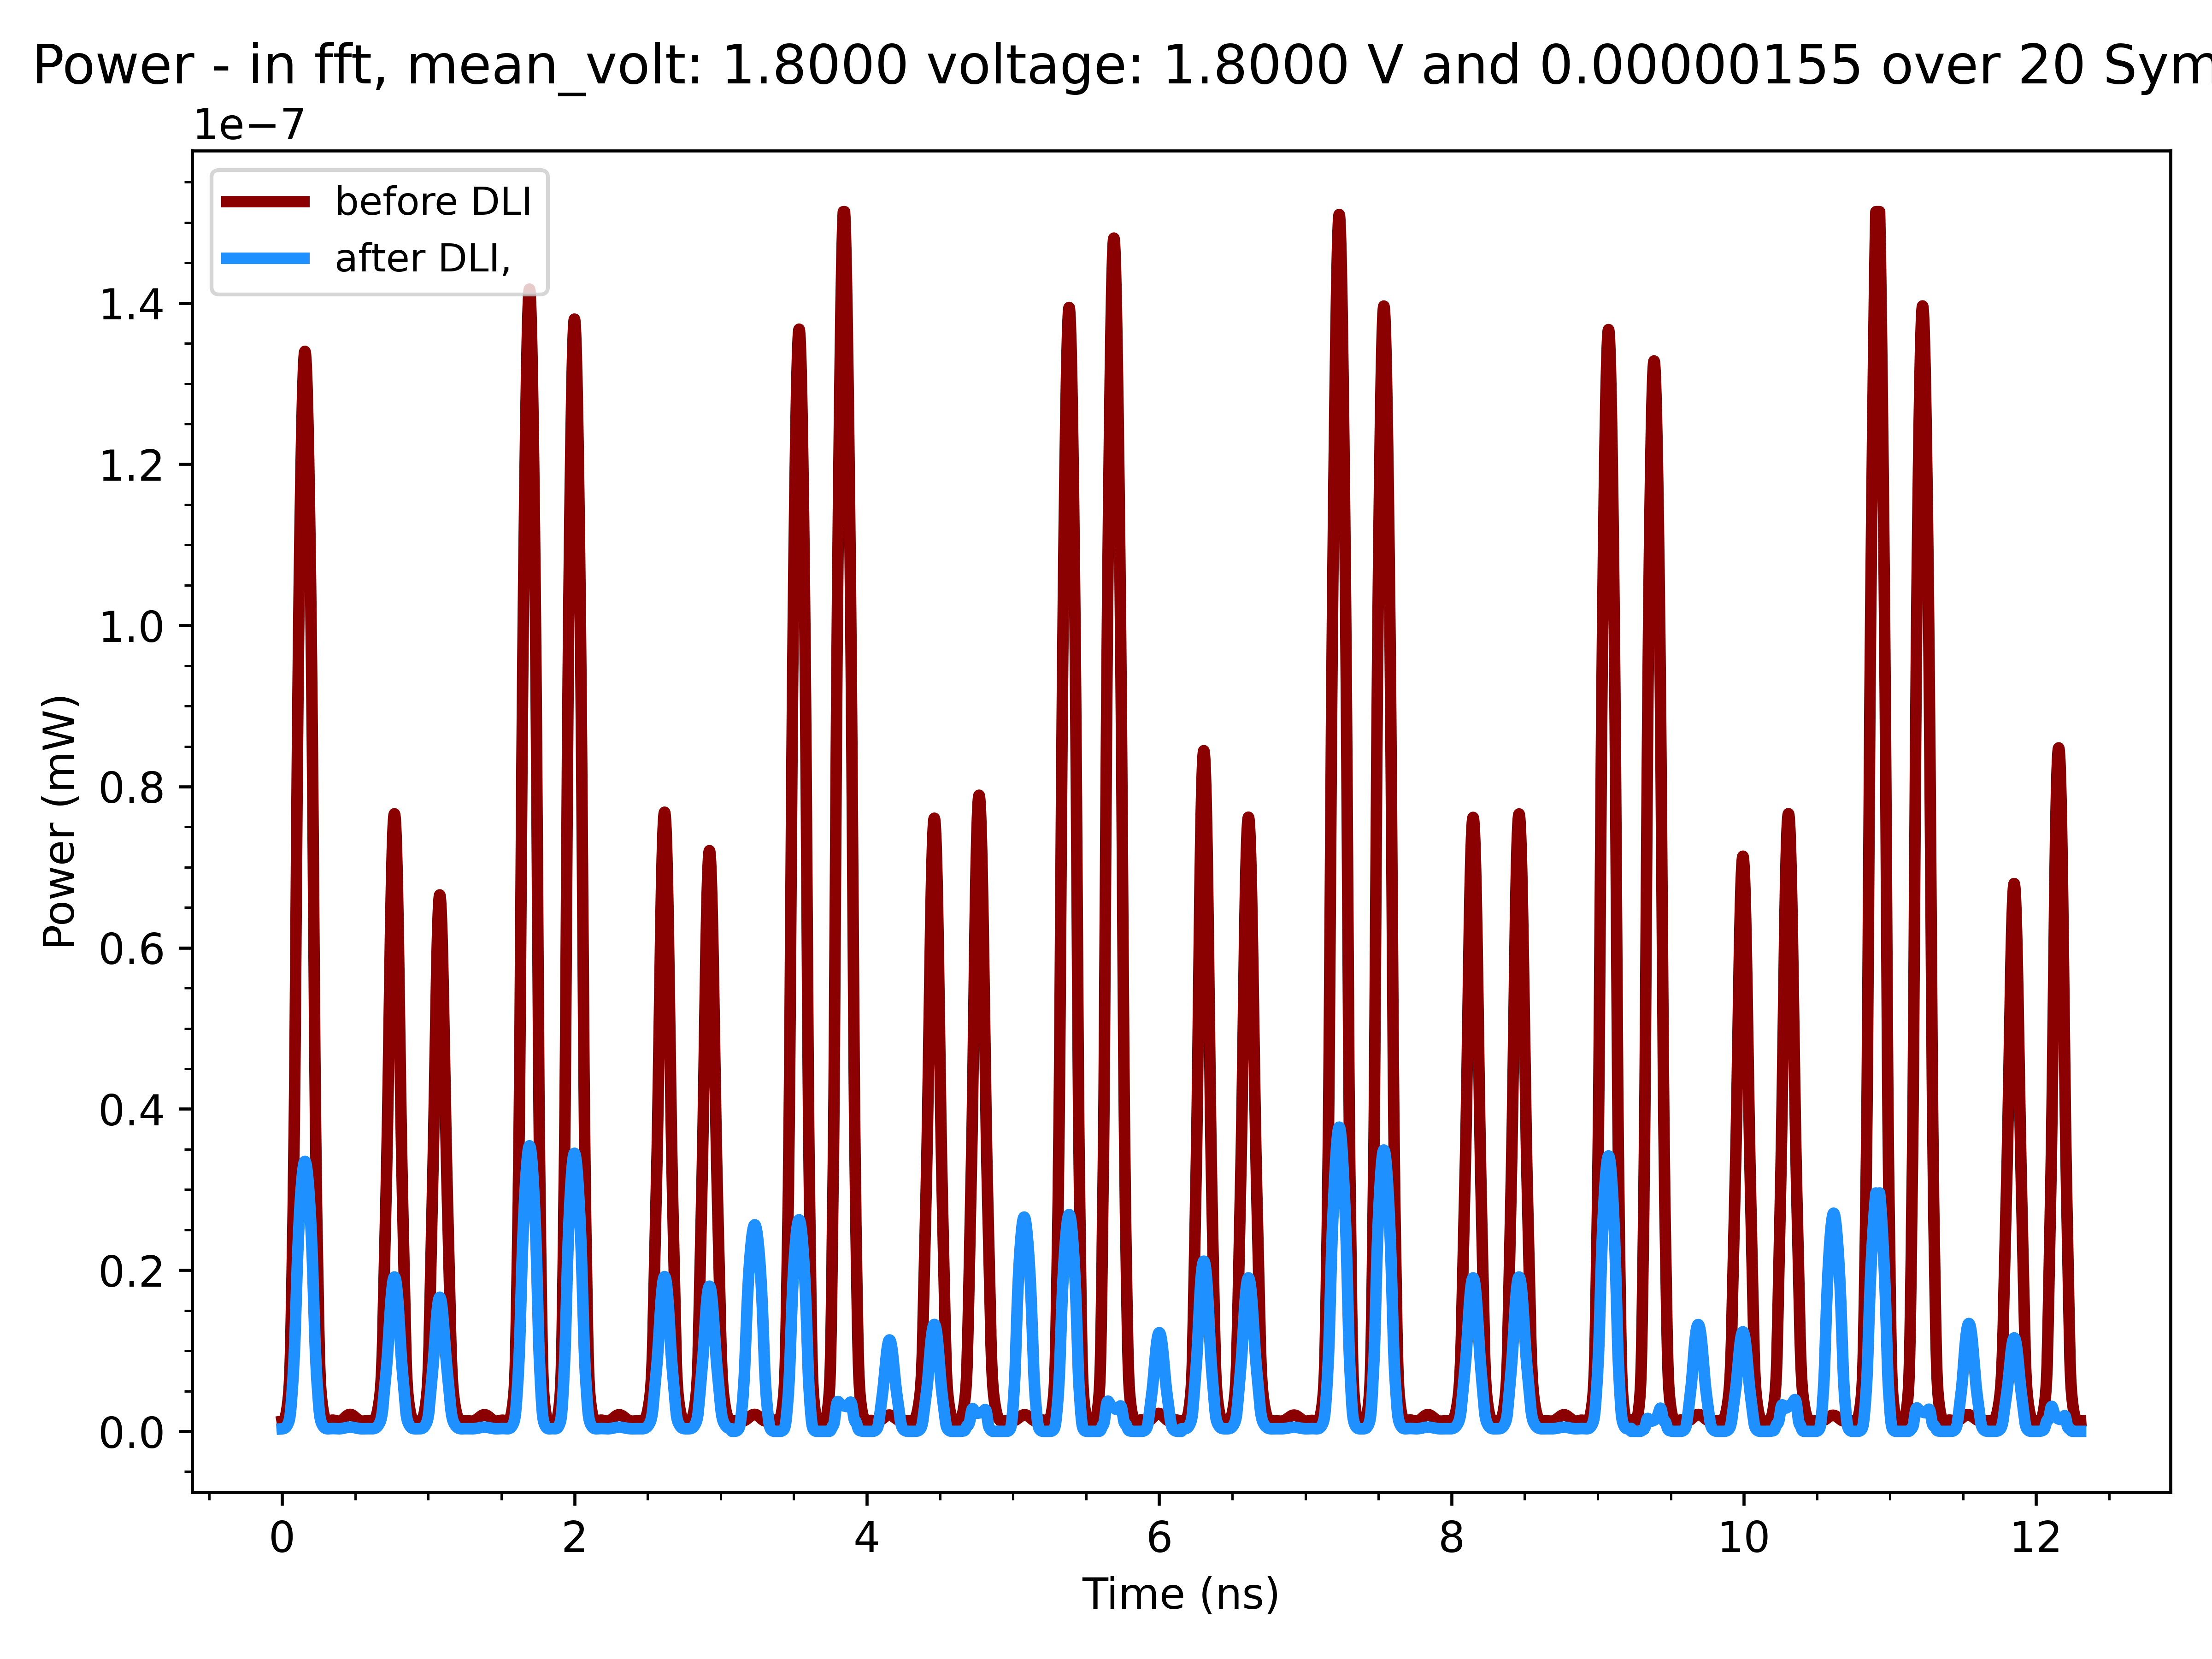 Power - in fft, mean_volt: 1.8000 voltage: 1.8000 V and 0.00000155 over 20 Sym
1e−7
before DLI
after DLI,
1.4
1.2
1.0
0.8
0.6
0.4
0.2
0.0
Power (mW)
0 2 4 6 8 10 12
Time (ns)